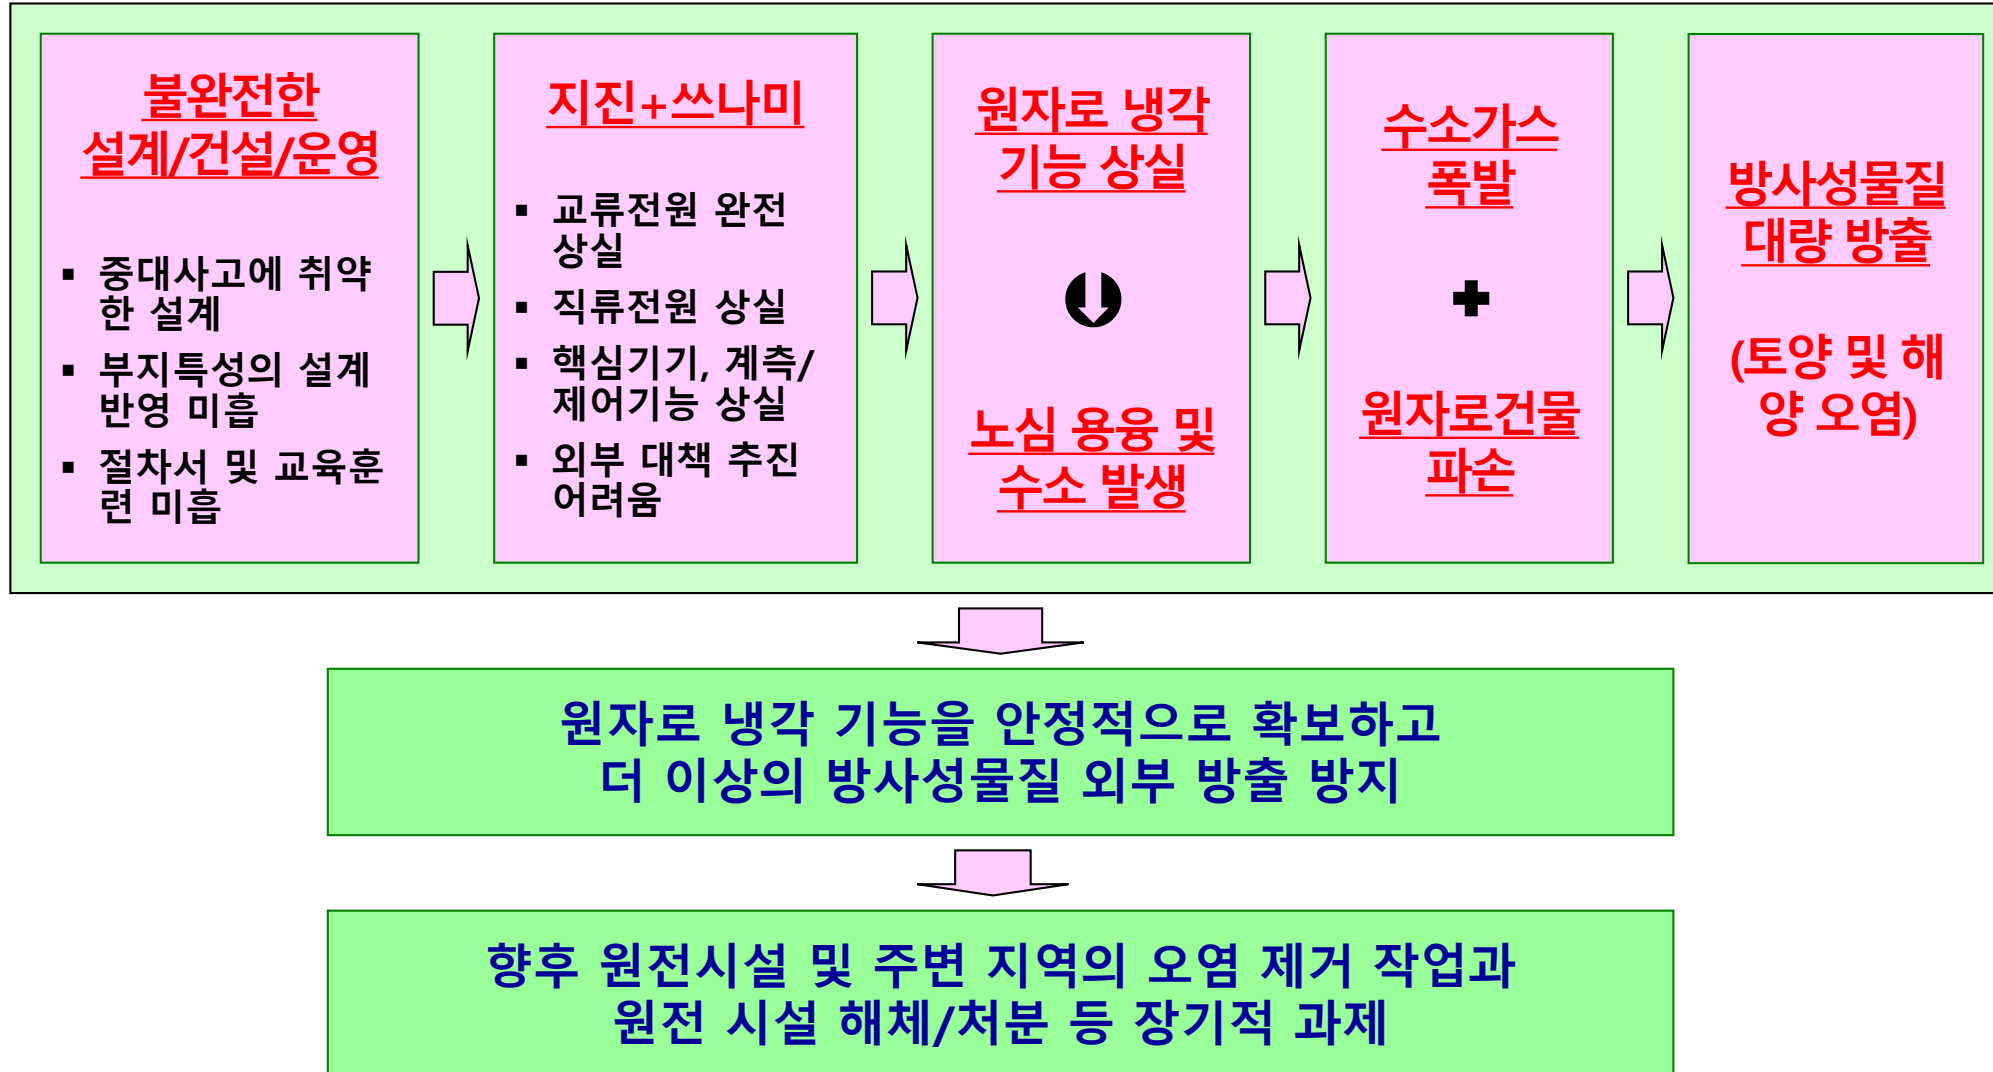 불완전한
설계/건설/운영
▪ 중대사고에 취약
한 설계
▪ 부지특성의 설계
반영 미흡
▪ 절차서 및 교육훈
련 미흡
지진+쓰나미
▪ 교류전원 완전
상실
▪ 직류전원 상실
▪ 핵심기기, 계측/
제어기능 상실
▪ 외부 대책 추진
어려움
원자로 냉각
기능 상실
노심 용융 및
수소 발생
수소가스
폭발
원자로건물
파손
방사성물질
대량 방출
(토양 및 해
양 오염)
원자로 냉각 기능을 안정적으로 확보하고
더 이상의 방사성물질 외부 방출 방지
향후 원전시설 및 주변 지역의 오염 제거 작업과
원전 시설 해체/처분 등 장기적 과제